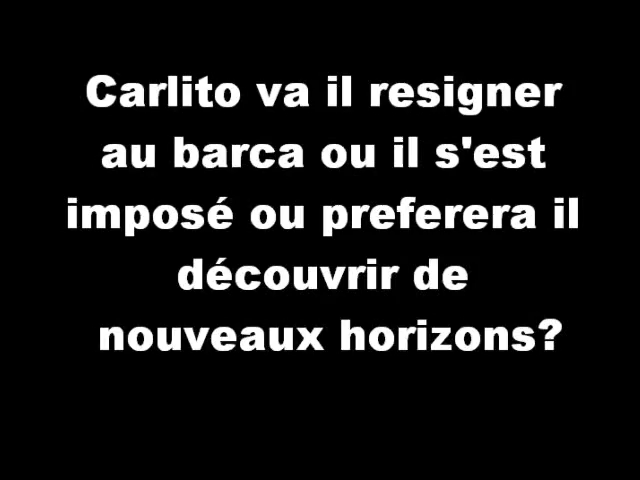 Carlito va il resigner
au barca ou il s'est
imposé ou preferera il
découvrir de
nouveaux horizons?